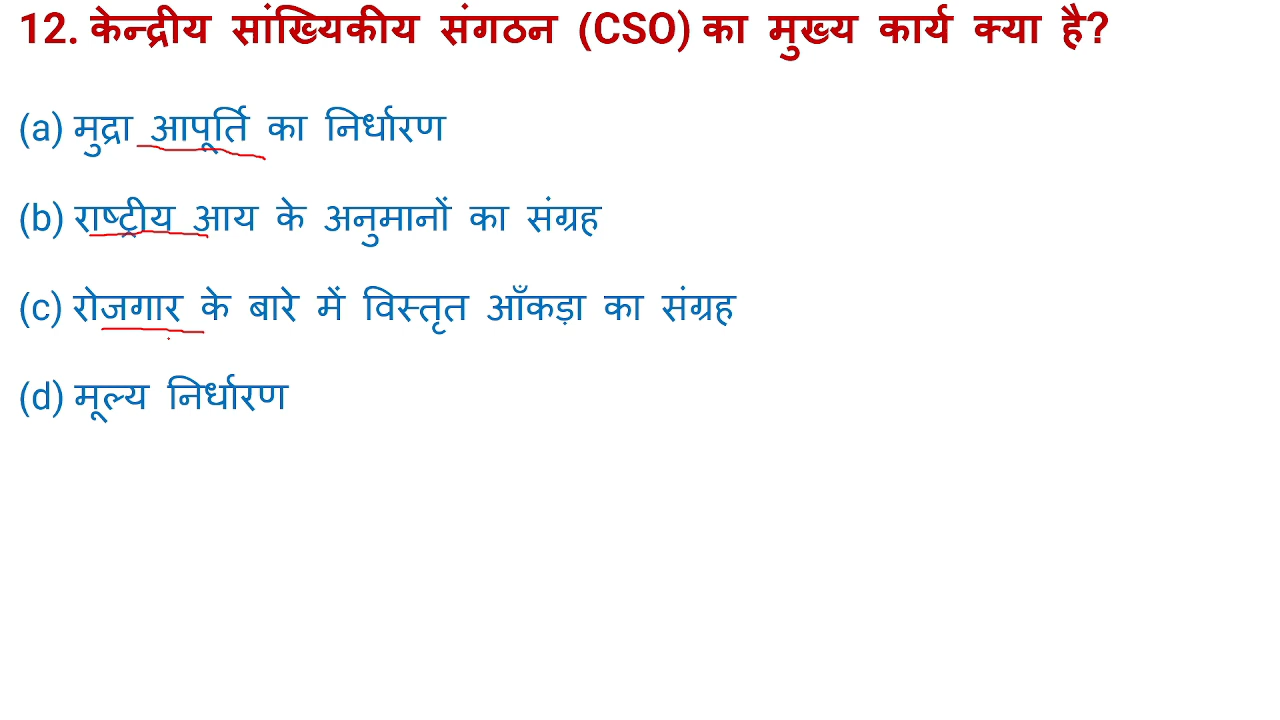 12. केन्द्रीय सांख्यिकीय संगठन (CSO) का मुख्य कार्य क्या है?
(a) मुद्रा आपूर्ति का निर्धारण
(b) राष्ट्रीय आय के अनुमानों का संग्रह
(c) रोजगार के बारे में विस्तृत आँकड़ा का संग्रह
(d) मूल्य निर्धारण